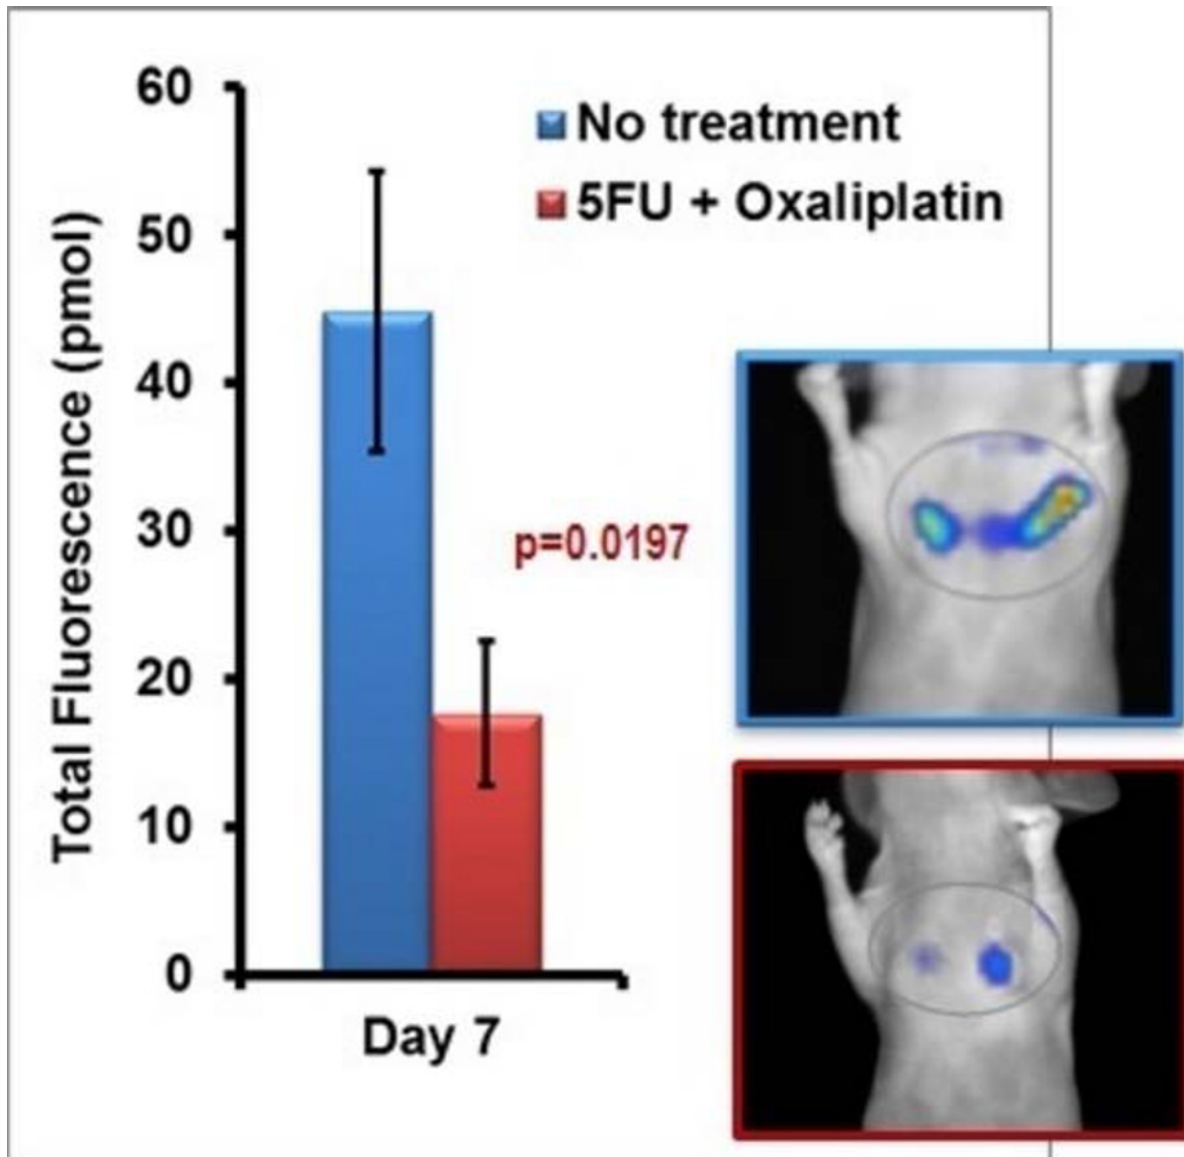 60
50
40
30
20
10
0
Total Fluorescence (pmol)
No treatment
5FU + Oxaliplatin
p=0.0197
Day 7